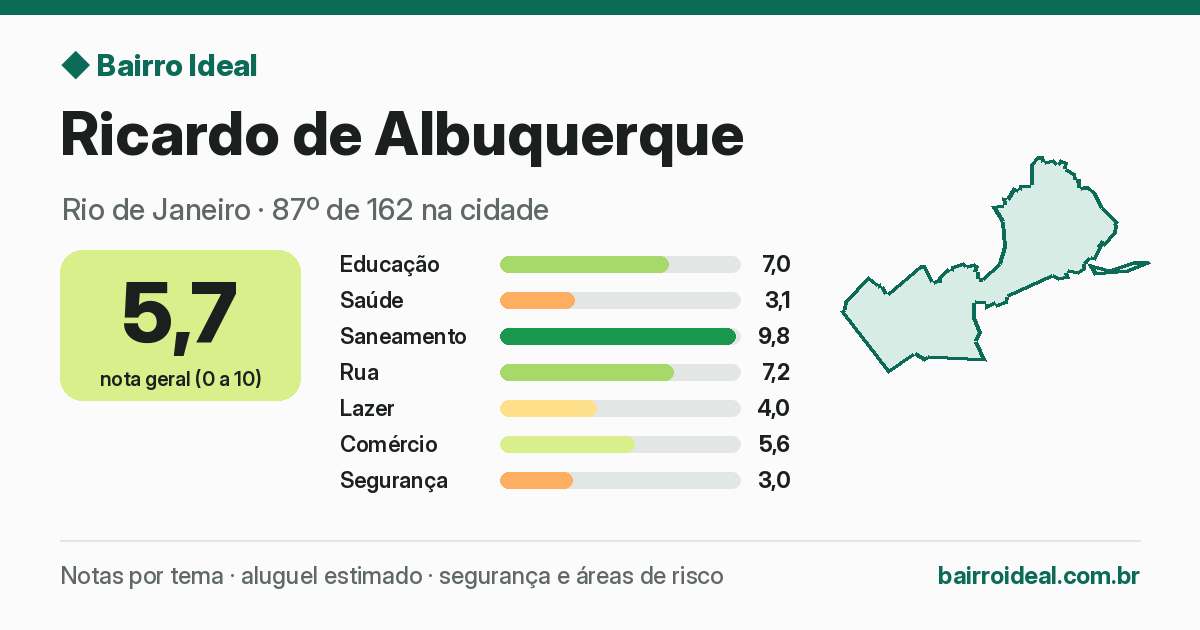 Bairro Ideal
Ricardo de Albuquerque
Rio de Janeiro · 87º de 162 na cidade
5,7
nota geral (0 a 10)
Educação 7,0
Saúde 3,1
Saneamento 9,8
Rua 7,2
Lazer 4,0
Comércio 5,6
Segurança 3,0
Notas por tema · aluguel estimado · segurança e áreas de risco
bairroideal.com.br